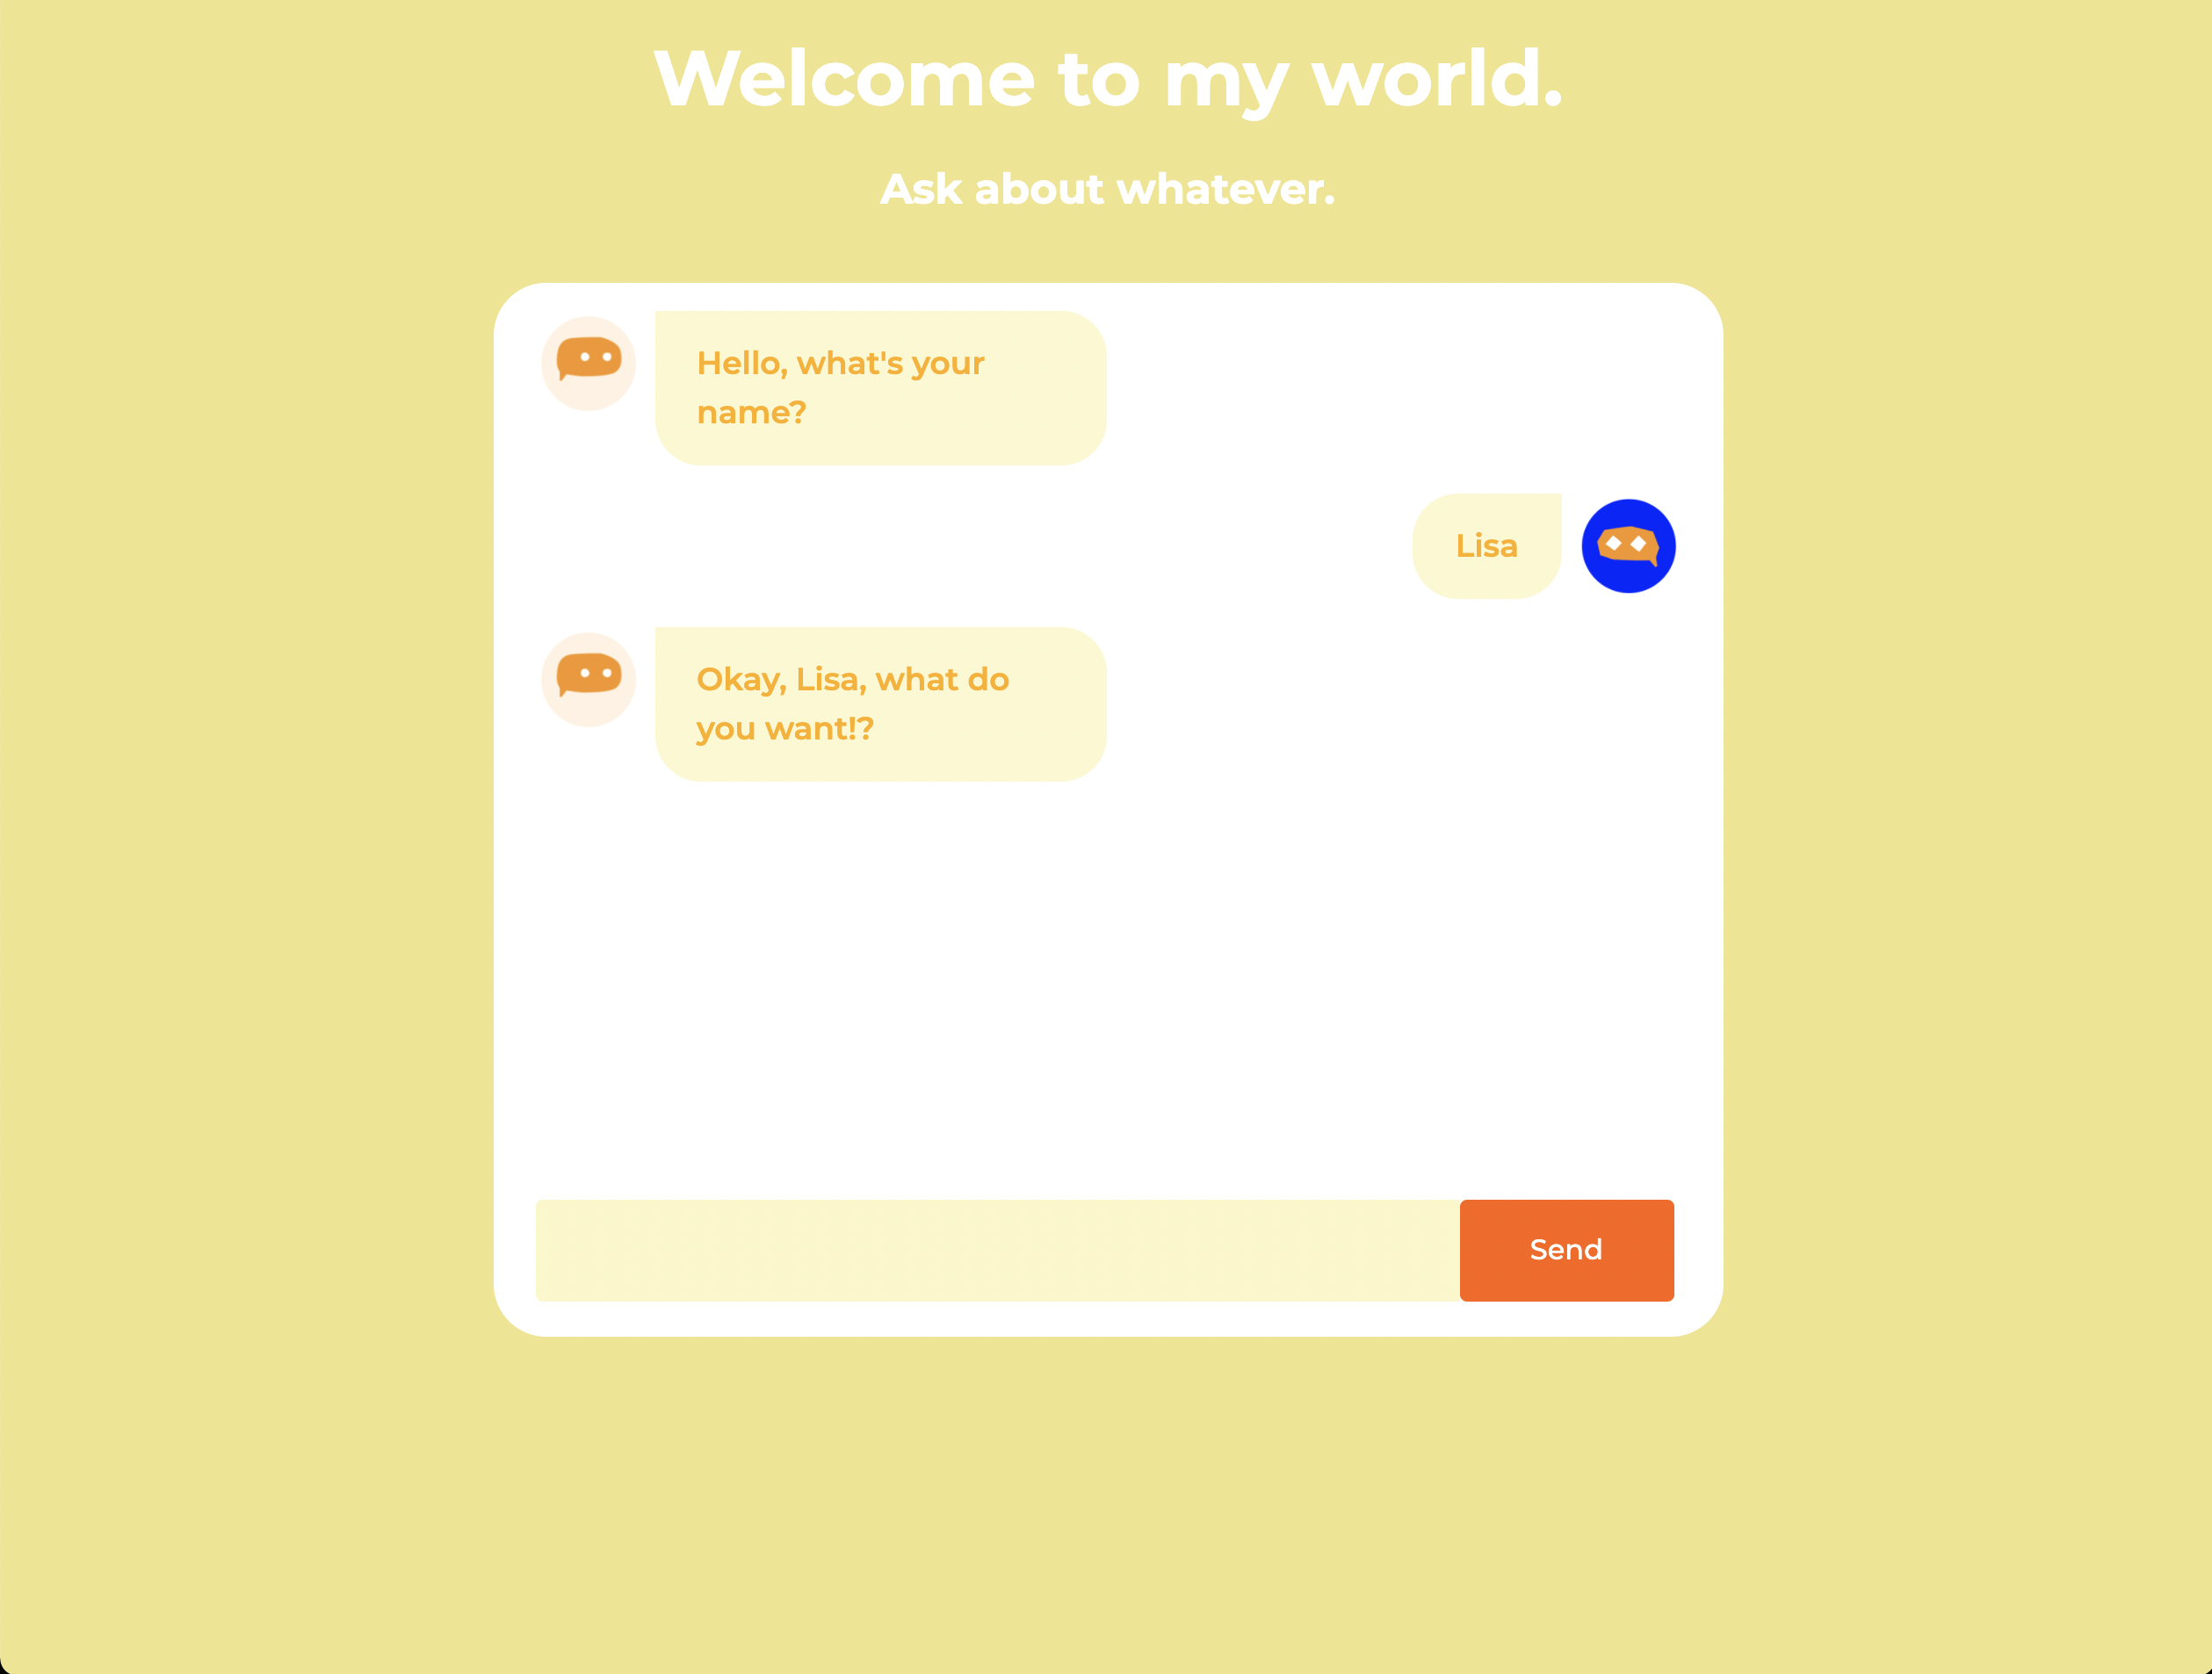 Welcome to my world.
Ask about whatever.
Hello, what's your
name?
Lisa
Okay, Lisa, what do
you want!?
Send